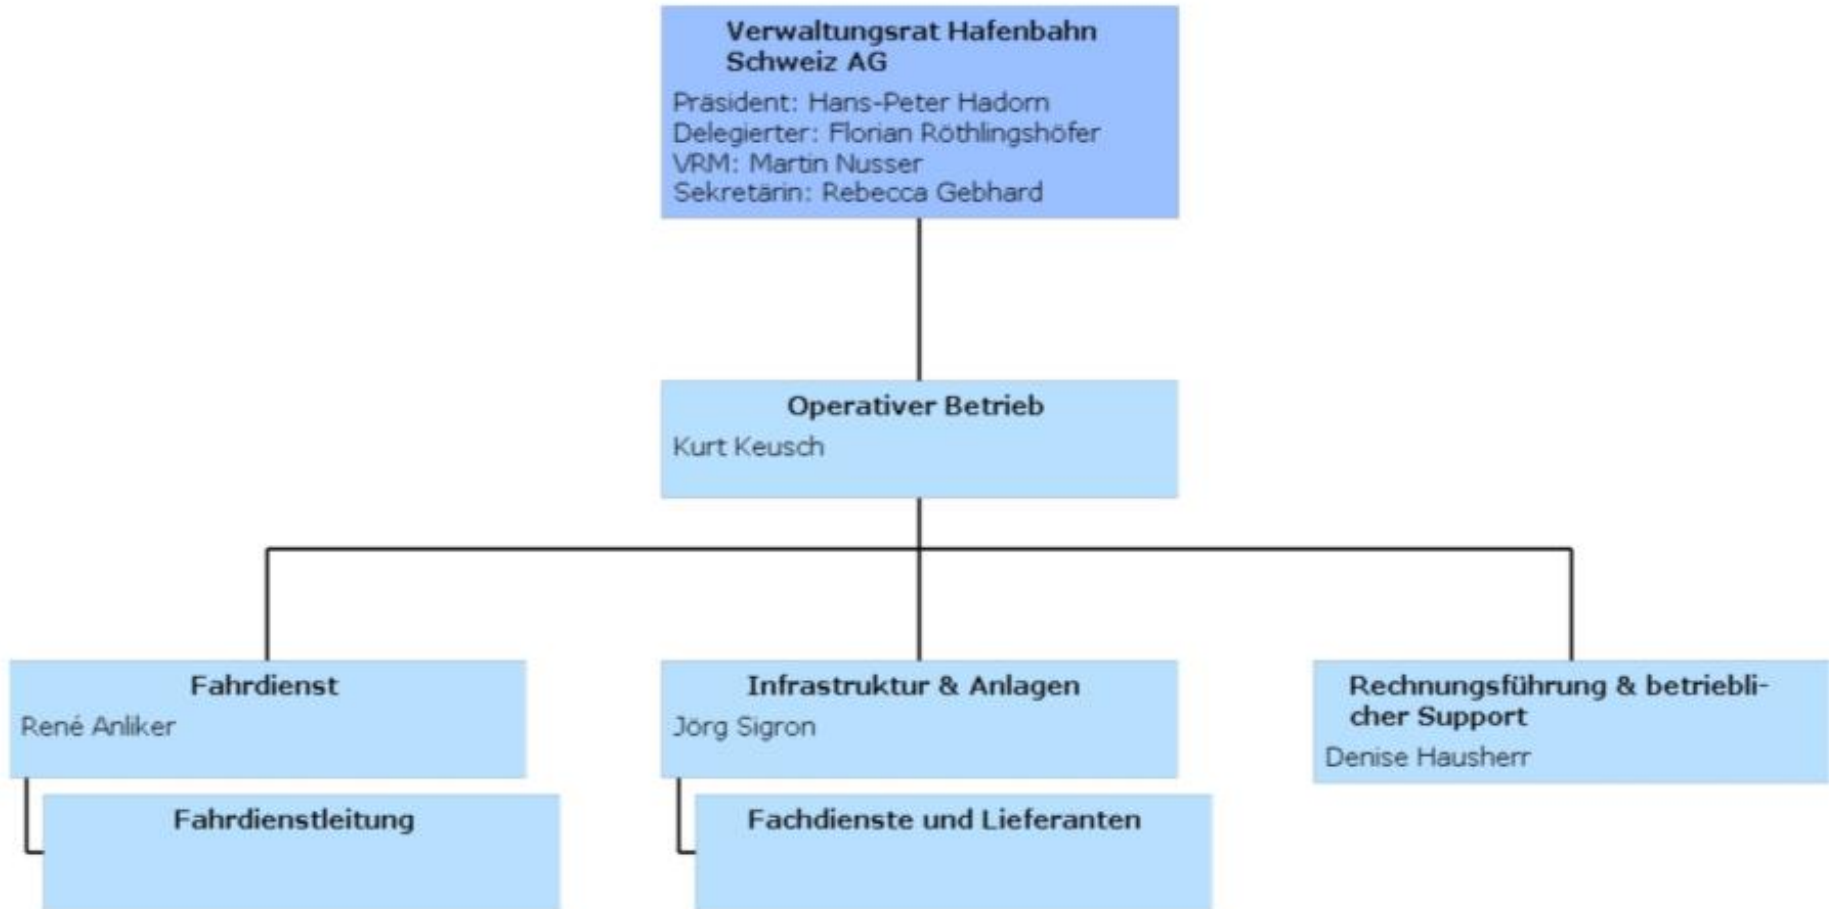 Verwaltungsrat Hafenbahn
Schweiz AG
Präsident: Hans-Peter Hadorn
Delegierter: Florian Röthlingshöfer
VRM: Martin Nusser
Sekretärin: Rebecca Gebhard
Operativer Betrieb
Kurt Keusch
Fahrdienst
René Anliker
Infrastruktur & Anlagen
Jörg Sigron
Rechnungsführung & betriebli-
cher Support
Denise Hausherr
Fahrdienstleitung
Fachdienste und Lieferanten